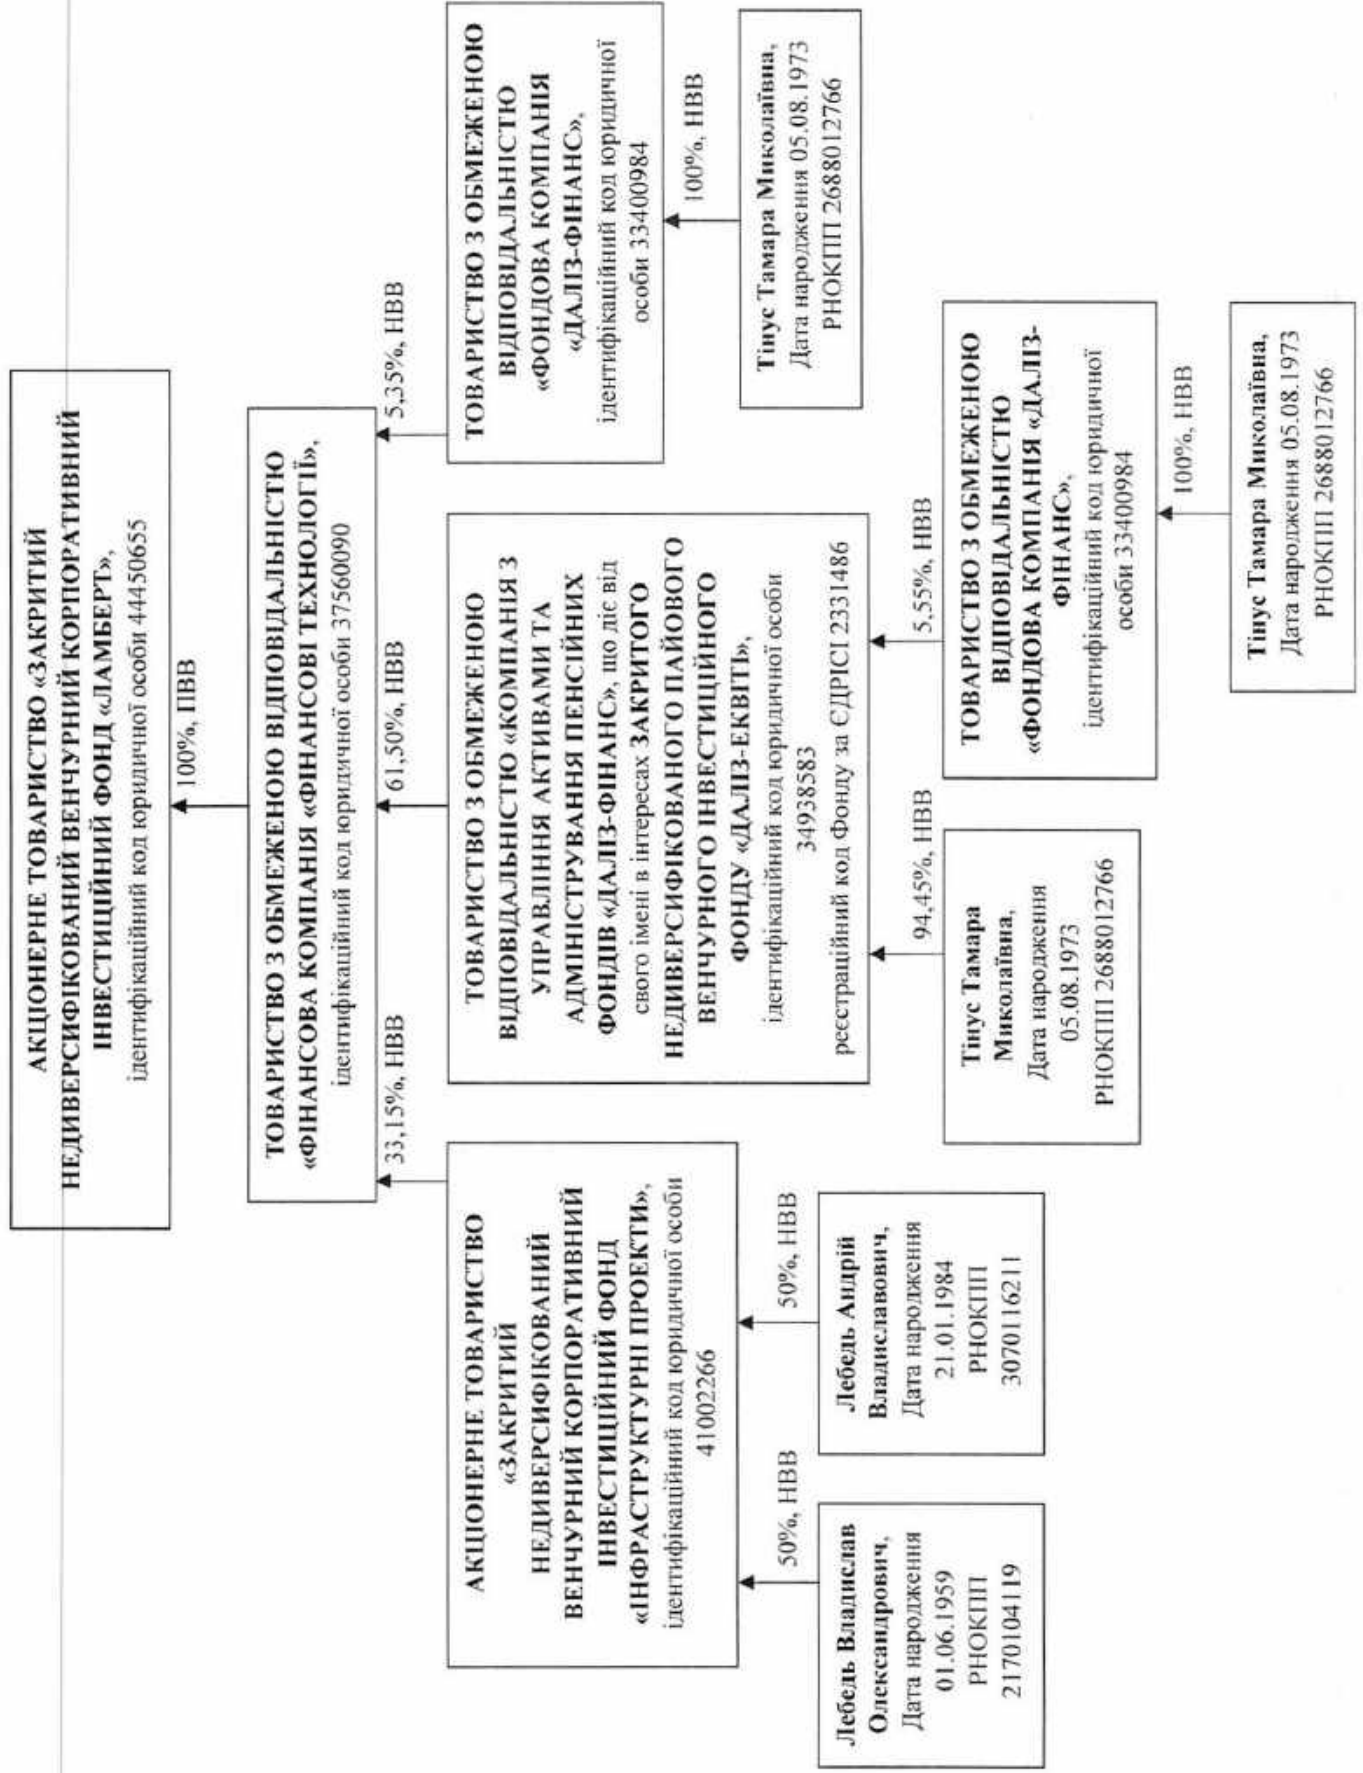 АКЦІОНЕРНЕ ТОВАРИСТВО «ЗАКРИТИЙ
НЕДИВЕРСИФІКОВАНИЙ ВЕНЧУРНИЙ КОРПОРАТИВНИЙ
ІНВЕСТИЦІЙНИЙ ФОНД «ЛАМБЕРТ»,
ідентифікаційний код юридичної особи 44450655
100%, ПВВ
ТОВАРИСТВО З ОБМЕЖЕНОЮ ВІДПОВІДАЛЬНІСТЮ
«ФІНАНСОВА КОМПАНІЯ «ФІНАНСОВІ ТЕХНОЛОГІЇ»,
ідентифікаційний код юридичної особи 37560090
33,15%, НВВ
61,50%, НВВ
5,35%, НВВ
АКЦІОНЕРНЕ ТОВАРИСТВО
«ЗАКРИТИЙ
НЕДИВЕРСИФІКОВАНИЙ
ВЕНЧУРНИЙ КОРПОРАТИВНИЙ
ІНВЕСТИЦІЙНИЙ ФОНД
«ІНФРАСТРУКТУРНІ ПРОЕКТИ»,
ідентифікаційний код юридичної особи
41002266
ТОВАРИСТВО З ОБМЕЖЕНОЮ
ВІДПОВІДАЛЬНІСТЮ «КОМПАНІЯ З
УПРАВЛІННЯ АКТИВАМИ ТА
АДМІНІСТРУВАННЯ ПЕНСІЙНИХ
ФОНДІВ «ДАЛІЗ-ФІНАНС», що діє від
свого імені в інтересах ЗАКРИТОГО
НЕДИВЕРСИФІКОВАНОГО ПАЙОВОГО
ВЕНЧУРНОГО ІНВЕСТИЦІЙНОГО
ФОНДУ «ДАЛІЗ-ЕКВІТІ»,
ідентифікаційний код юридичної особи
34938583
реєстраційний код Фонду за ЄДРІСІ 2331486
ТОВАРИСТВО З ОБМЕЖЕНОЮ
ВІДПОВІДАЛЬНІСТЮ
«ФОНДОВА КОМПАНІЯ
«ДАЛІЗ-ФІНАНС»,
ідентифікаційний код юридичної
особи 33400984
50%, НВВ
50%, НВВ
94,45%, НВВ
5,55%, НВВ
100%, НВВ
Лебедь Владислав
Олександрович,
Дата народження
01.06.1959
РНОКПП
2170104119
Лебедь Андрій
Владиславович,
Дата народження
21.01.1984
РНОКПП
3070116211
Тінус Тамара
Миколаївна,
Дата народження
05.08.1973
РНОКПП 2688012766
ТОВАРИСТВО З ОБМЕЖЕНОЮ
ВІДПОВІДАЛЬНІСТЮ
«ФОНДОВА КОМПАНІЯ «ДАЛІЗ-
ФІНАНС»,
ідентифікаційний код юридичної
особи 33400984
Тінус Тамара Миколаївна,
Дата народження 05.08.1973
РНОКПП 2688012766
100%, НВВ
Тінус Тамара Миколаївна,
Дата народження 05.08.1973
РНОКПП 2688012766